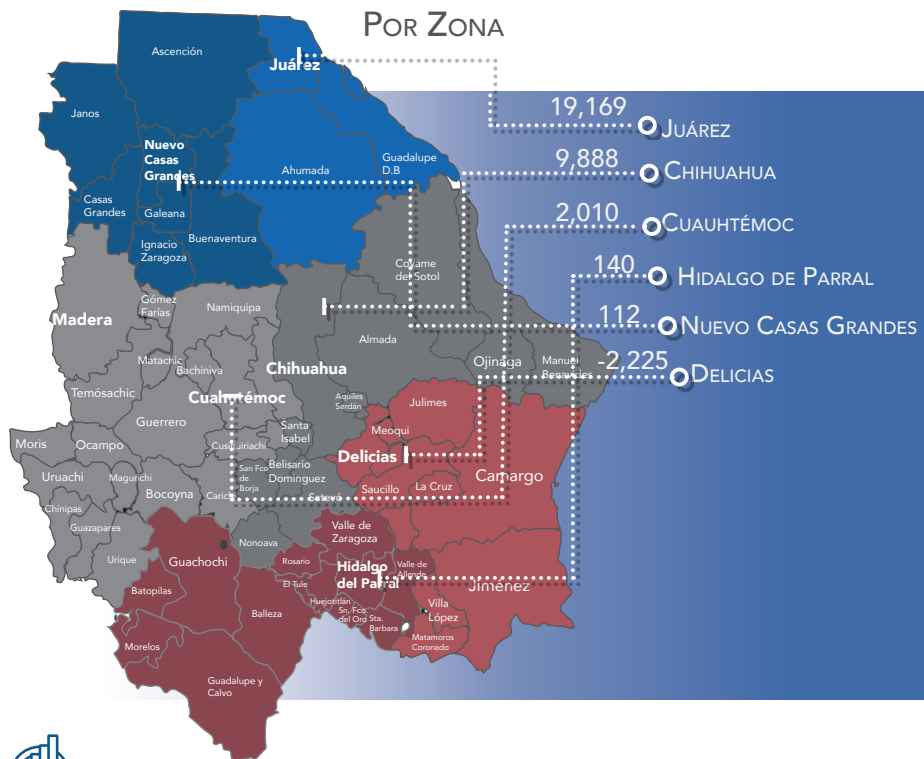 POR ZONA
Ascención
Juárez
Janos
Nuevo
Casas
Grandes
Ahumada
Guadalupe
D.B
Casas
Grandes
Galeana
Buenaventura
Ignacio
Zaragoza
19,169
JUÁREZ
9,888
CHIHUAHUA
2,010
CUAUHTÉMOC
140
HIDALGO DE PARRAL
112
NUEVO CASAS GRANDES
-2,225
DELICIAS
Coyame
del Sotol
Gómez
Farías
Namiquipa
Madera
Almada
Ojinaga
Manuel
Benavides
Matachic
Bachiniva
Chihuahua
Temósachic
Cuahtémoc
Aquiles
Serdán
Julimes
Guerrero
Santa
Isabel
Meoqui
Moris
Ocampo
Cusihuiriachi
Delicias
Camargo
Uruachi
Magurichi
San Fco
de
Borja
Belisario
Dominguez
Saucillo
La Cruz
Bocoyna
Carich
Satevó
Chinipas
Guazapares
Valle de
Zaragoza
Nonoava
Urique
Guachochi
Rosario
Hidalgo
del Parral
Valle de
Allende
Jiménez
Batopilas
El Tule
Huejotitlán
Balleza
Sn. Fco.
del Oro
Sta.
Barbara
Villa
López
Matamoros
Coronado
Morelos
Guadalupe y
Calvo